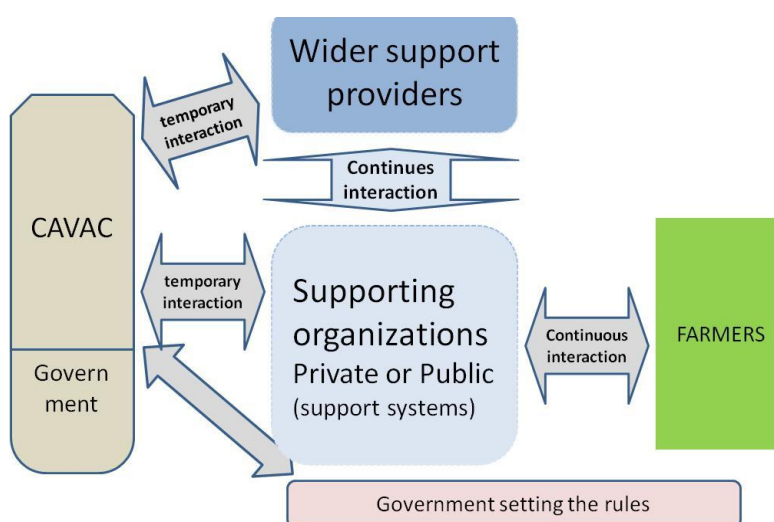 Wider support
providers
temporary
interaction
Continues
interaction
CAVAC
temporary
interaction
Supporting
organizations
Private or Public
(support systems)
Continuous
interaction
FARMERS
Govern
ment
Government setting the rules